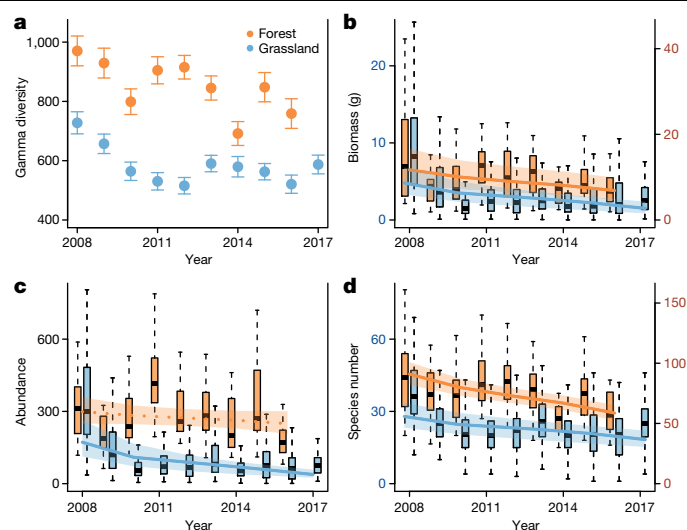 a
Forest
Grassland
1,000
800
600
400
Gamma diversity
2008
2011
2014
2017
Year
b
20
10
0
Biomass (g)
40
20
0
2008
2011
2014
2017
Year
c
600
300
0
Abundance
2008
2011
2014
2017
Year
d
60
30
0
Species number
150
100
50
0
2008
2011
2014
2017
Year